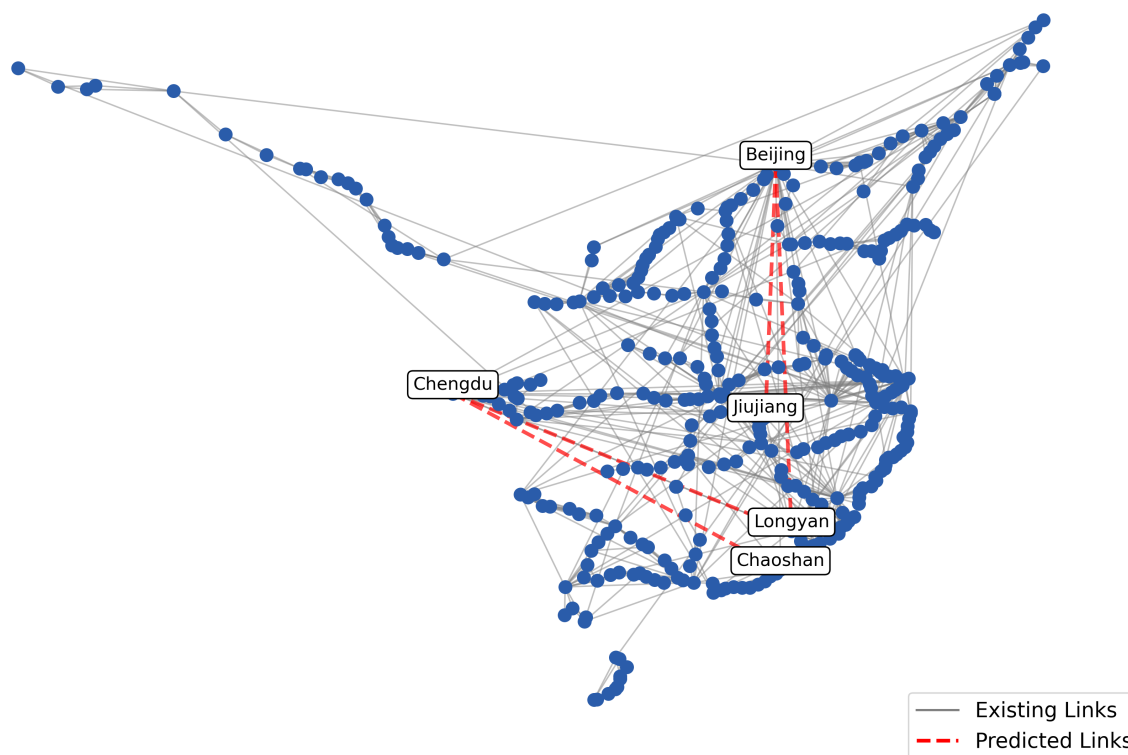 Beijing
Chengdu
Jiujiang
Longyan
Chaoshan
Existing Links
Predicted Links